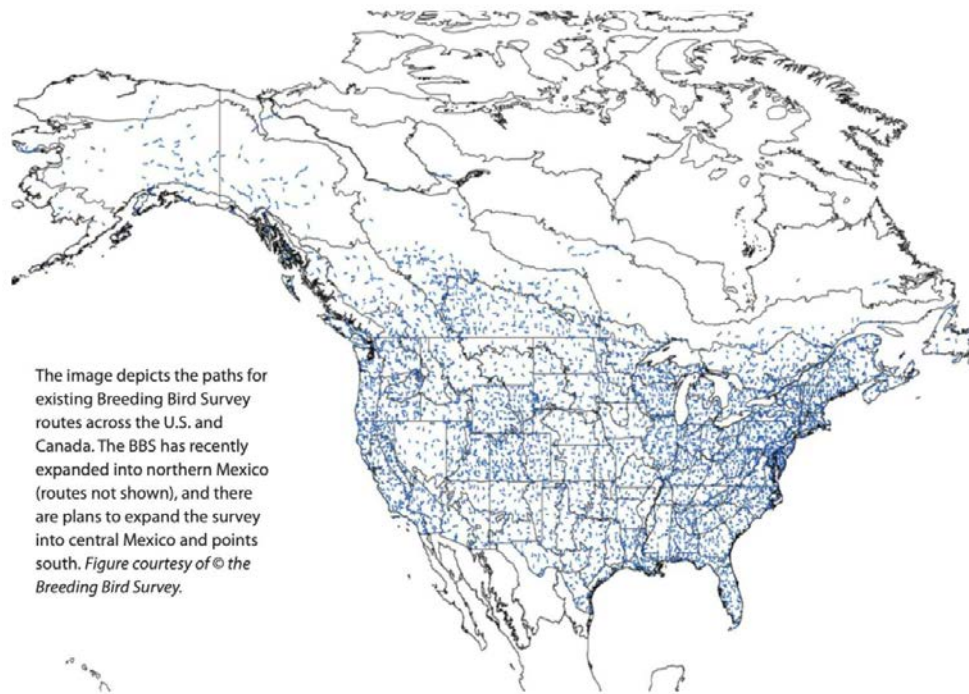 The image depicts the paths for
existing Breeding Bird Survey
routes across the U.S. and
Canada. The BBS has recently
expanded into northern Mexico
(routes not shown), and there
are plans to expand the survey
into central Mexico and points
south. Figure courtesy of © the
Breeding Bird Survey.